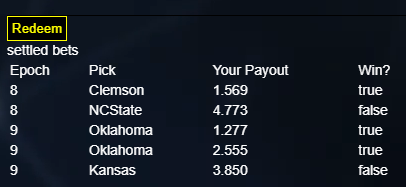 Redeem
settled bets
Epoch Pick Your Payout Win?
8 Clemson 1.569 true
8 NCState 4.773 false
9 Oklahoma 1.277 true
9 Oklahoma 2.555 true
9 Kansas 3.850 false